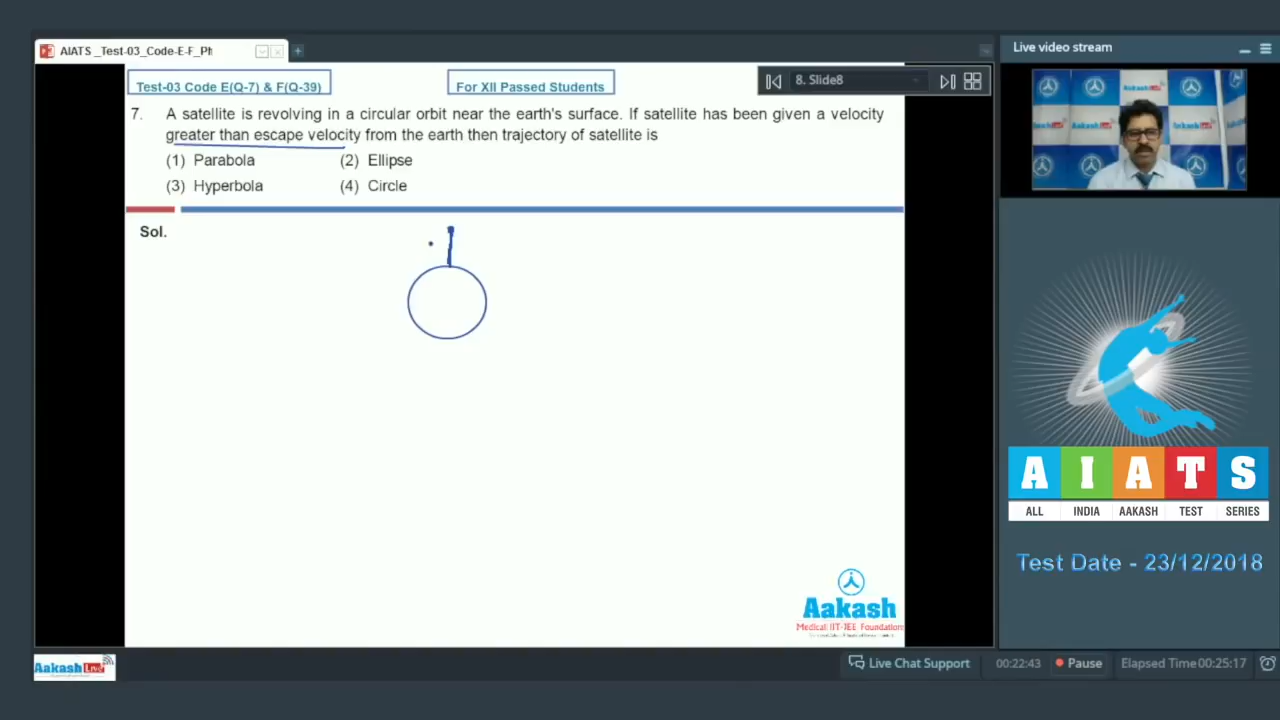 AIATS _Test-03_Code-E-F_Ph
Live video stream
Test-03 Code E(Q-7) & F(Q-39)
For XII Passed Students
8. Slide8
7. A satellite is revolving in a circular orbit near the earth's surface. If satellite has been given a velocity
greater than escape velocity from the earth then trajectory of satellite is
(1) Parabola (2) Ellipse
(3) Hyperbola (4) Circle
Sol.
A I A T S
ALL INDIA AAKASH TEST SERIES
Test Date - 23/12/2018
Aakash
Medical|IIT-JEE|Foundations
Aakash Live
Live Chat Support
00:22:43
Pause
Elapsed Time 00:25:17